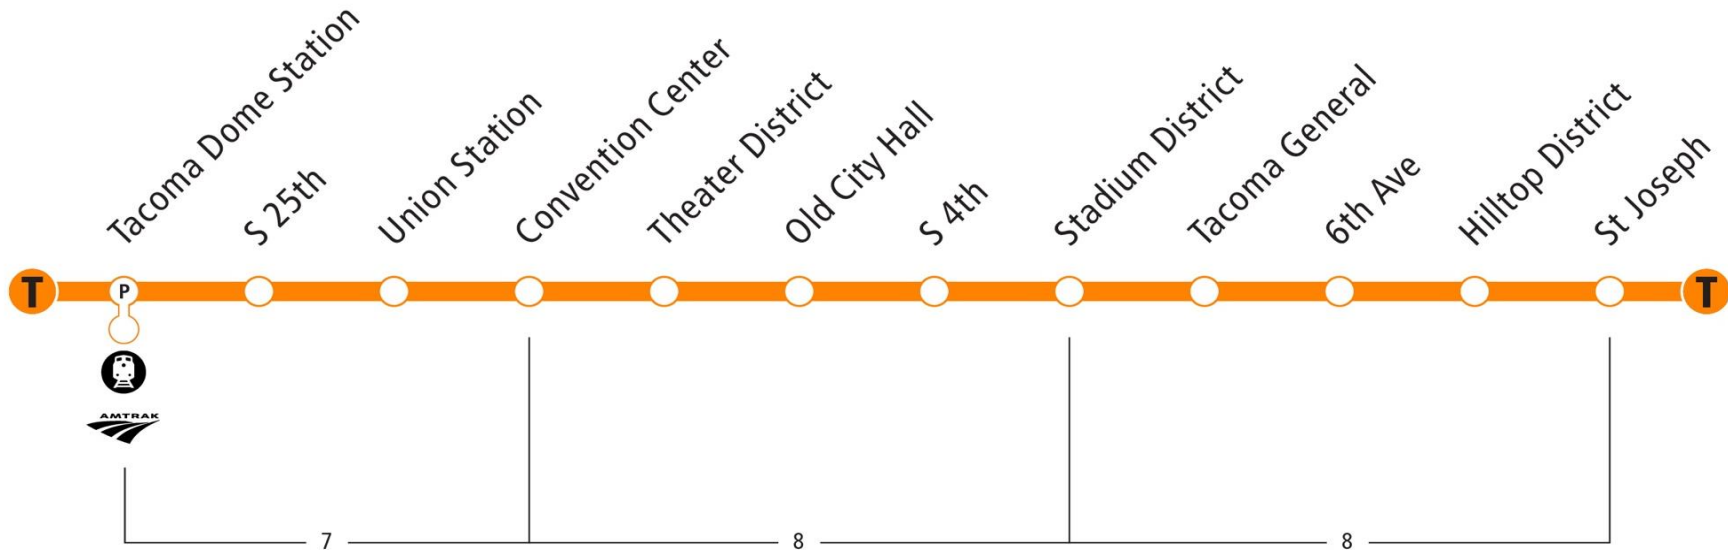 Tacoma Dome Station
S 25th
Union Station
Convention Center
Theater District
Old City Hall
S 4th
Stadium District
Tacoma General
6th Ave
Hilltop District
St Joseph
T
P
T
AMTRAK
7
8
8